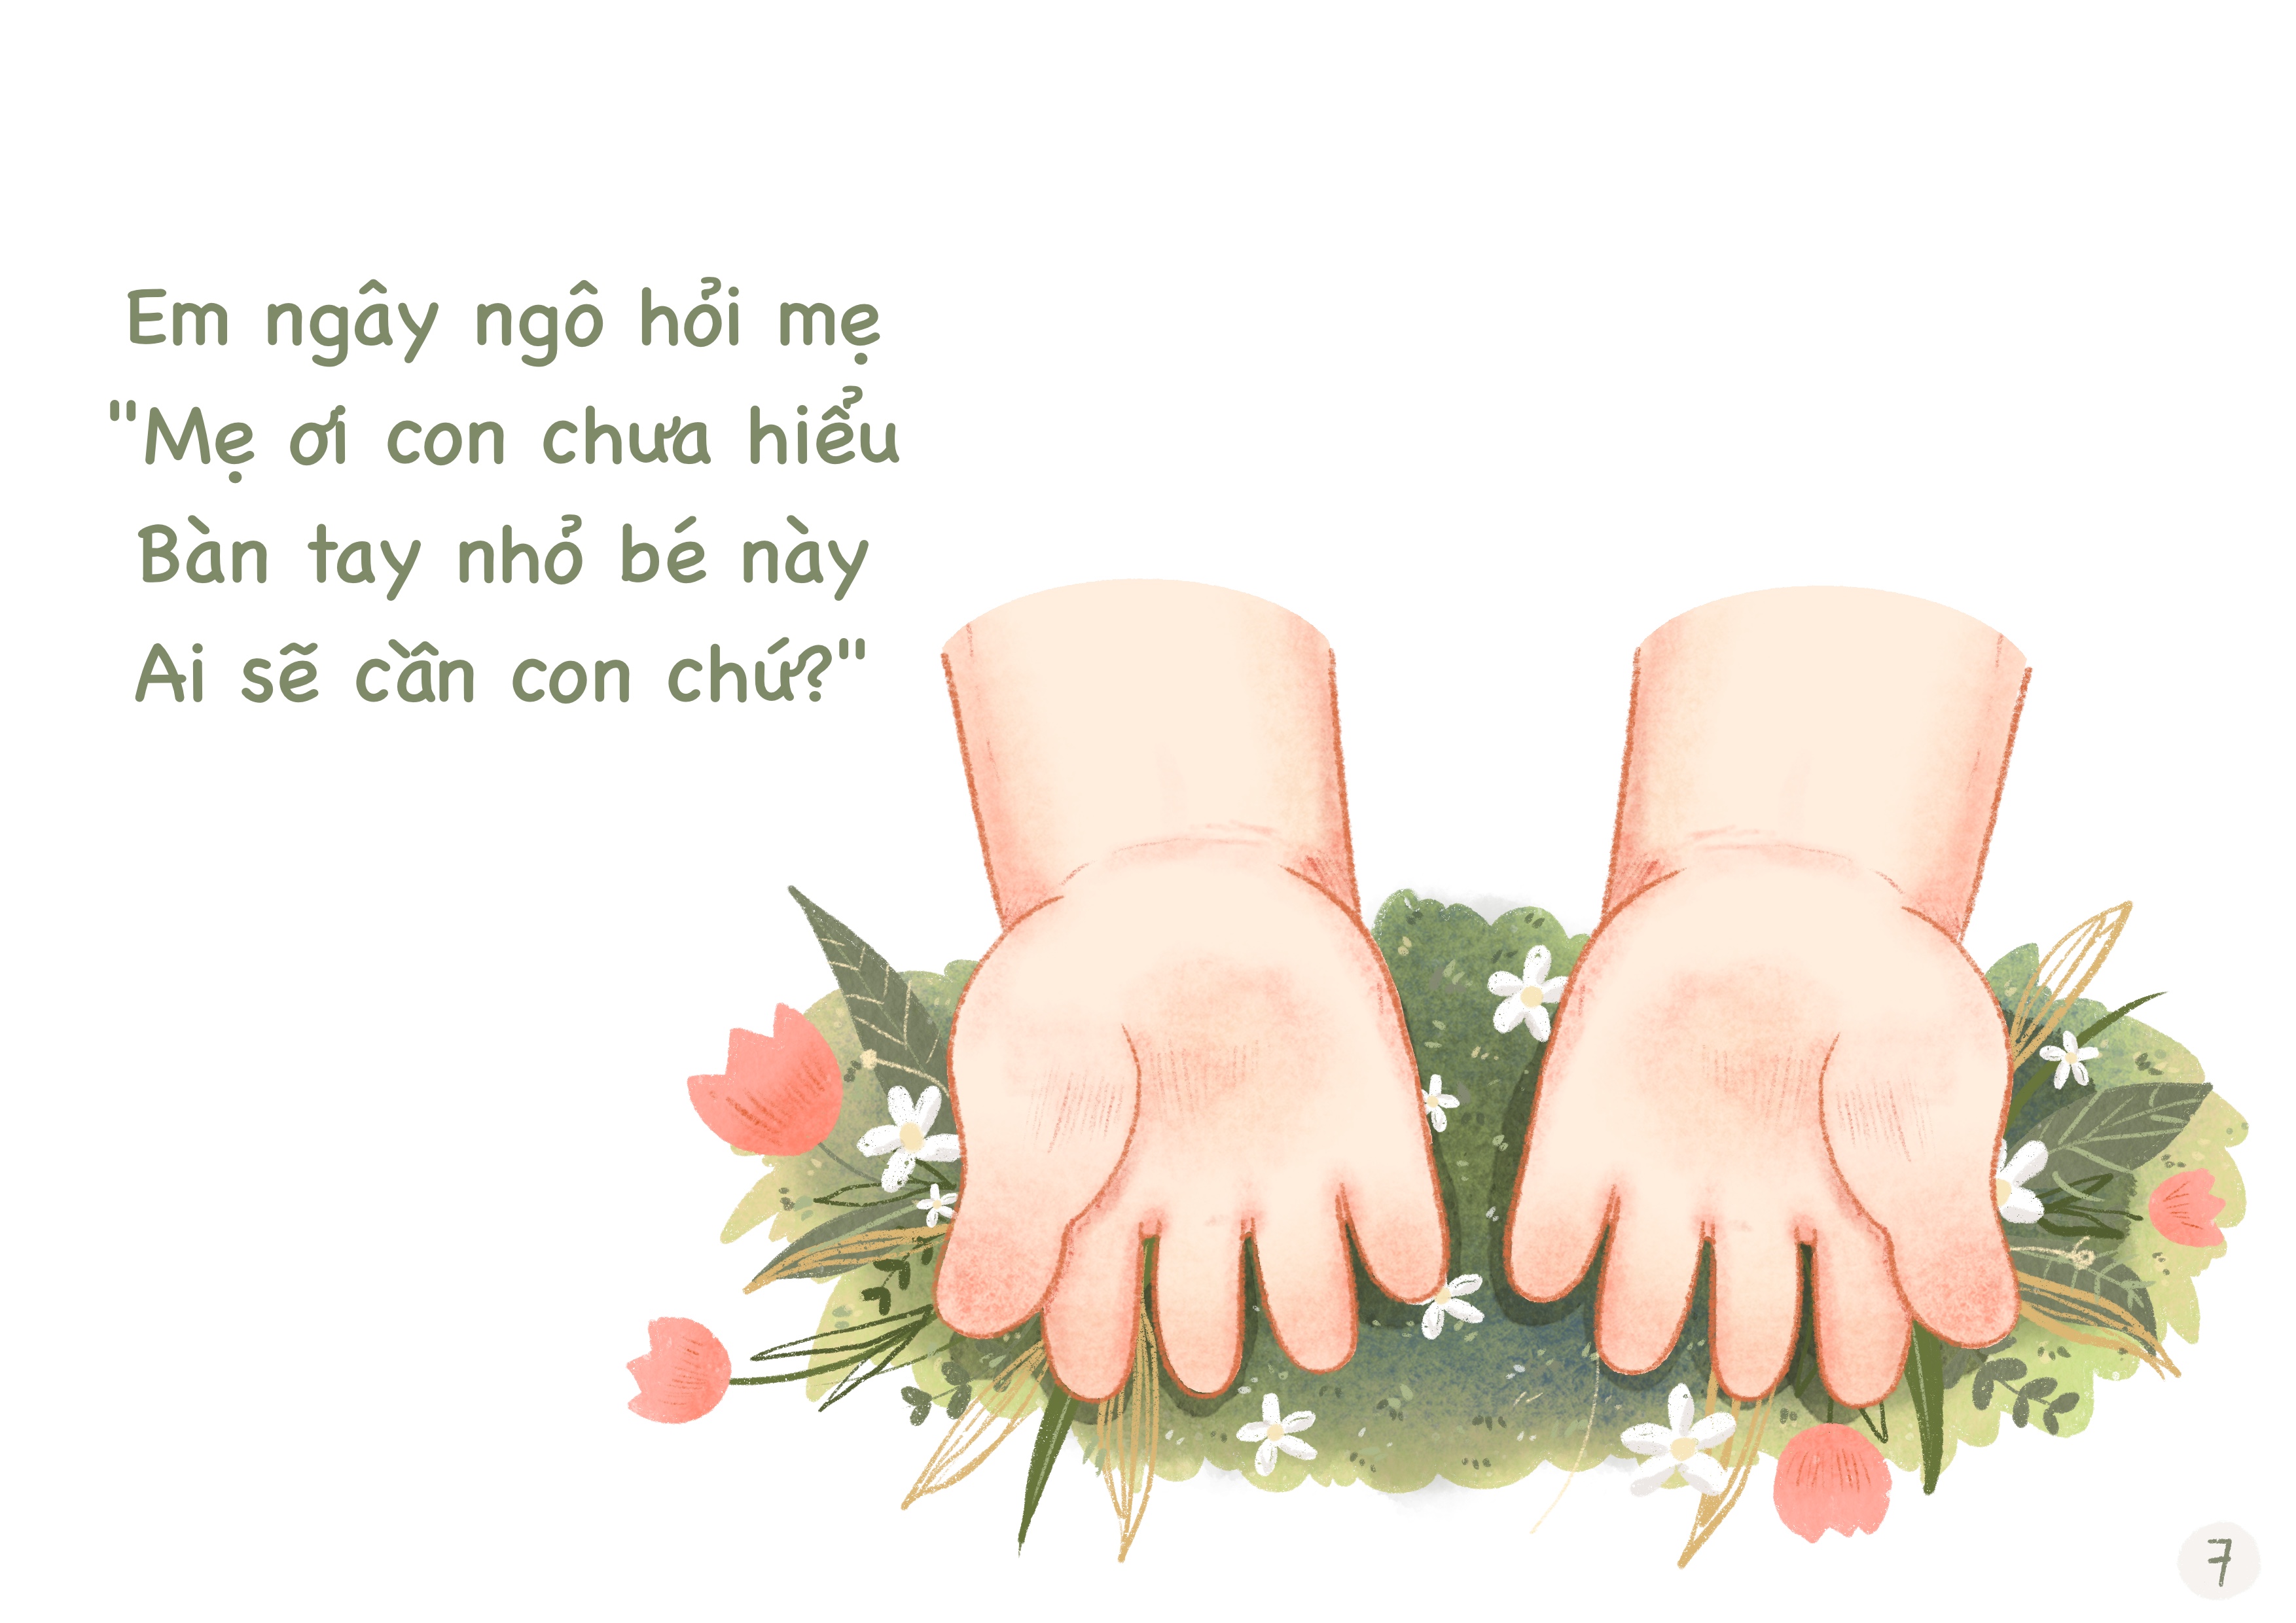 Em ngây ngô hỏi mẹ
"Mẹ ơi con chưa hiểu
Bàn tay nhỏ bé này
Ai sẽ cần con chứ?"
7